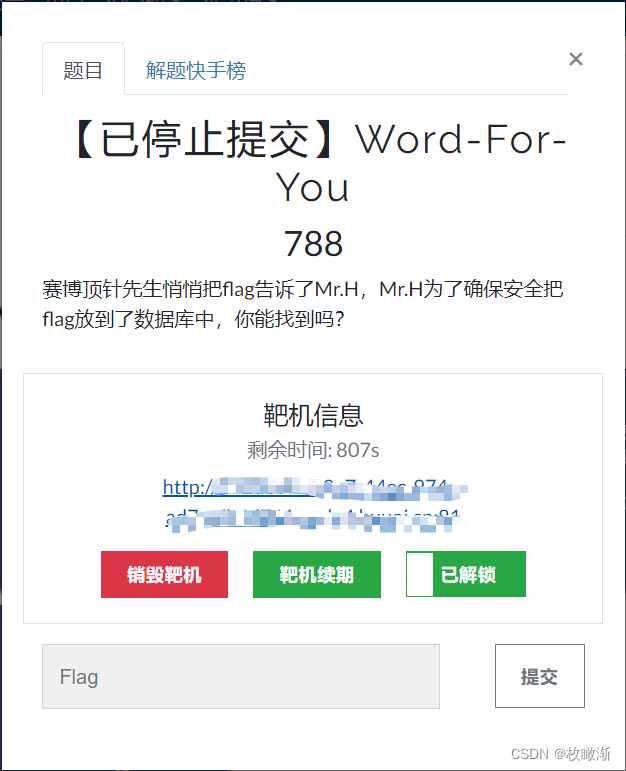 题目 解题快手榜 ×
【已停止提交】Word-For-
You
788
赛博顶针先生悄悄把flag告诉了Mr.H，Mr.H为了确保安全把
flag放到了数据库中，你能找到吗？
靶机信息
剩余时间: 807s
http://
销毁靶机 靶机续期 已解锁
Flag 提交
CSDN @枚瞰渐